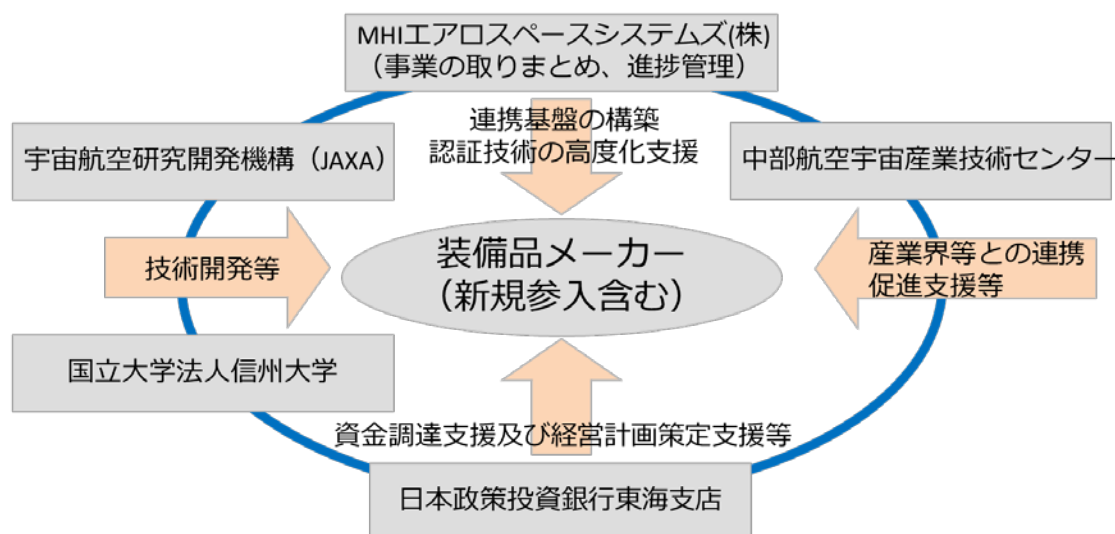 MHIエアロスペースシステムズ(株)
（事業の取りまとめ、進捗管理）
連携基盤の構築
認証技術の高度化支援
宇宙航空研究開発機構（JAXA）
中部航空宇宙産業技術センター
技術開発等
装備品メーカー
（新規参入含む）
産業界等との連携
促進支援等
国立大学法人信州大学
資金調達支援及び経営計画策定支援等
日本政策投資銀行東海支店